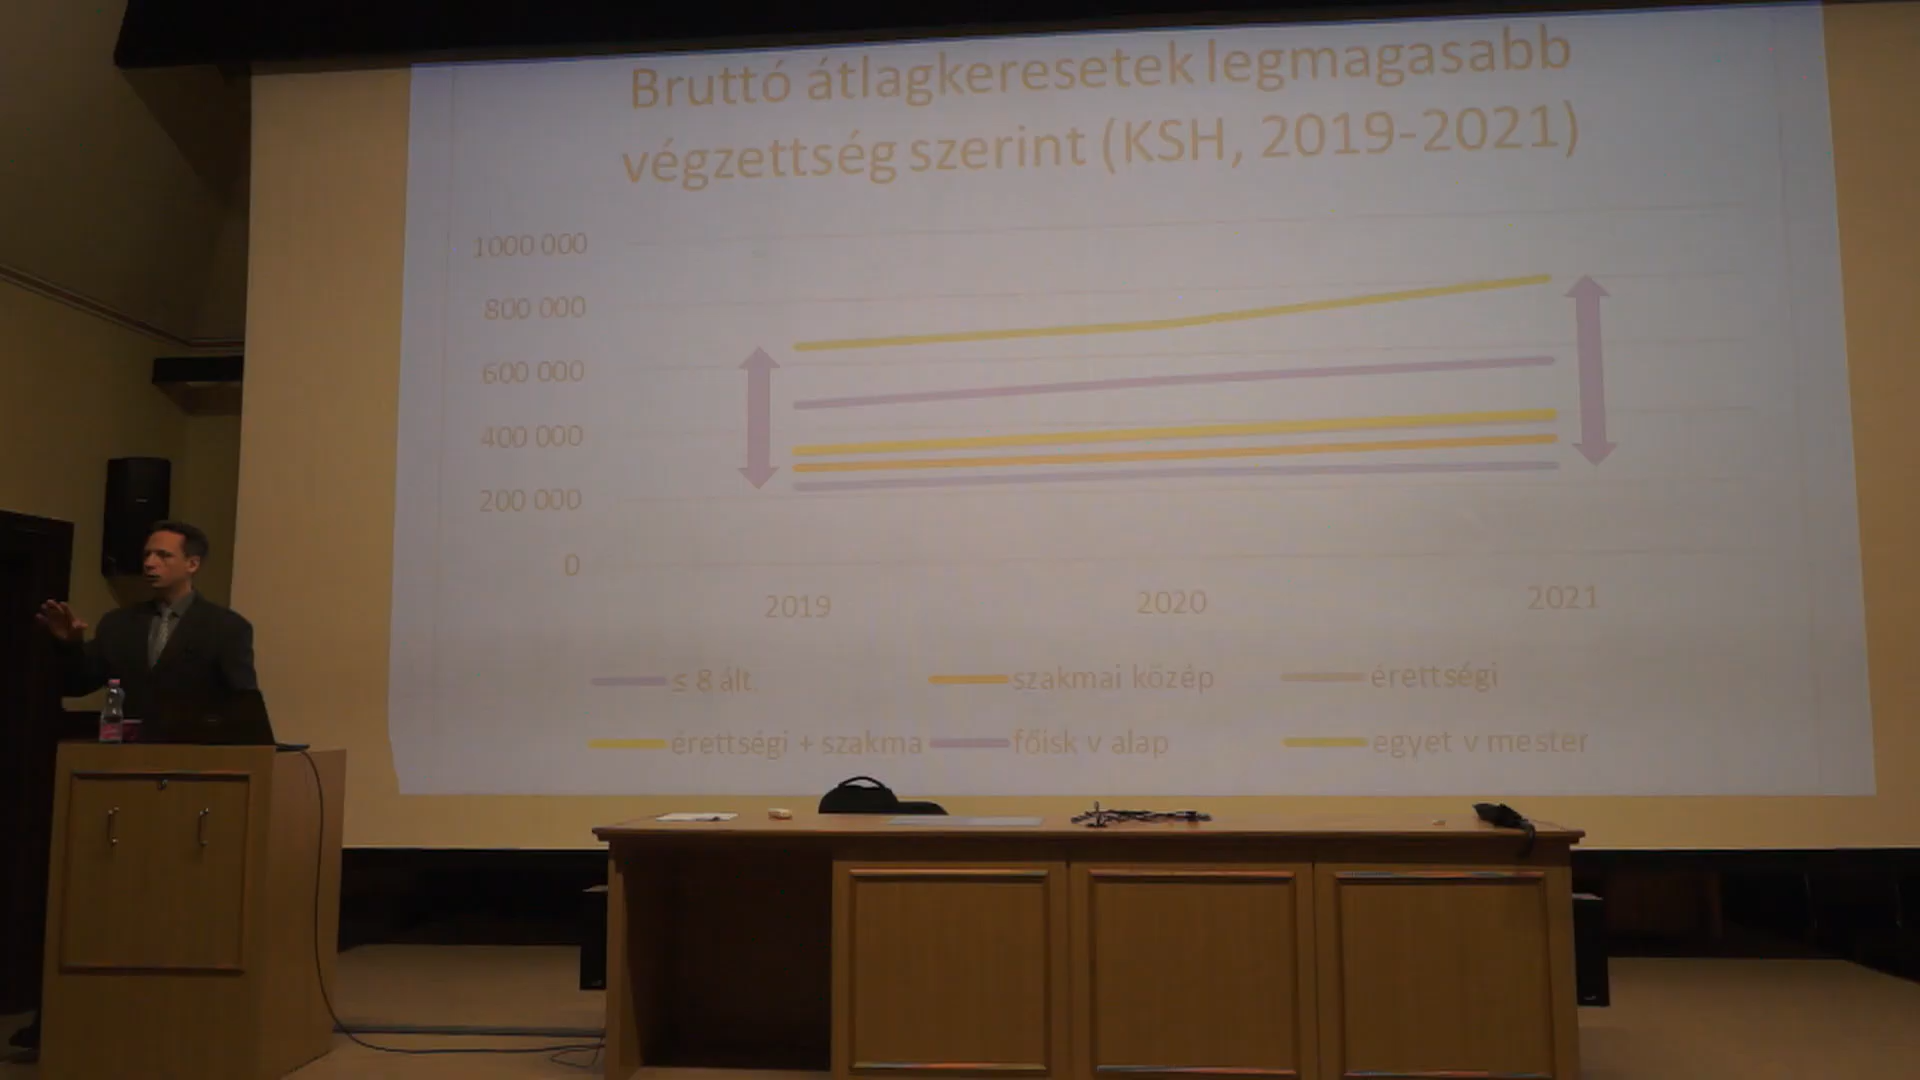 Bruttó átlagkeresetek legmagasabb
végzettség szerint (KSH, 2019-2021)
1000 000
800 000
600 000
400 000
200 000
0
2019 2020 2021
≤ 8 ált. szakmai közép érettségi
érettségi + szakma főisk v alap egyet v mester